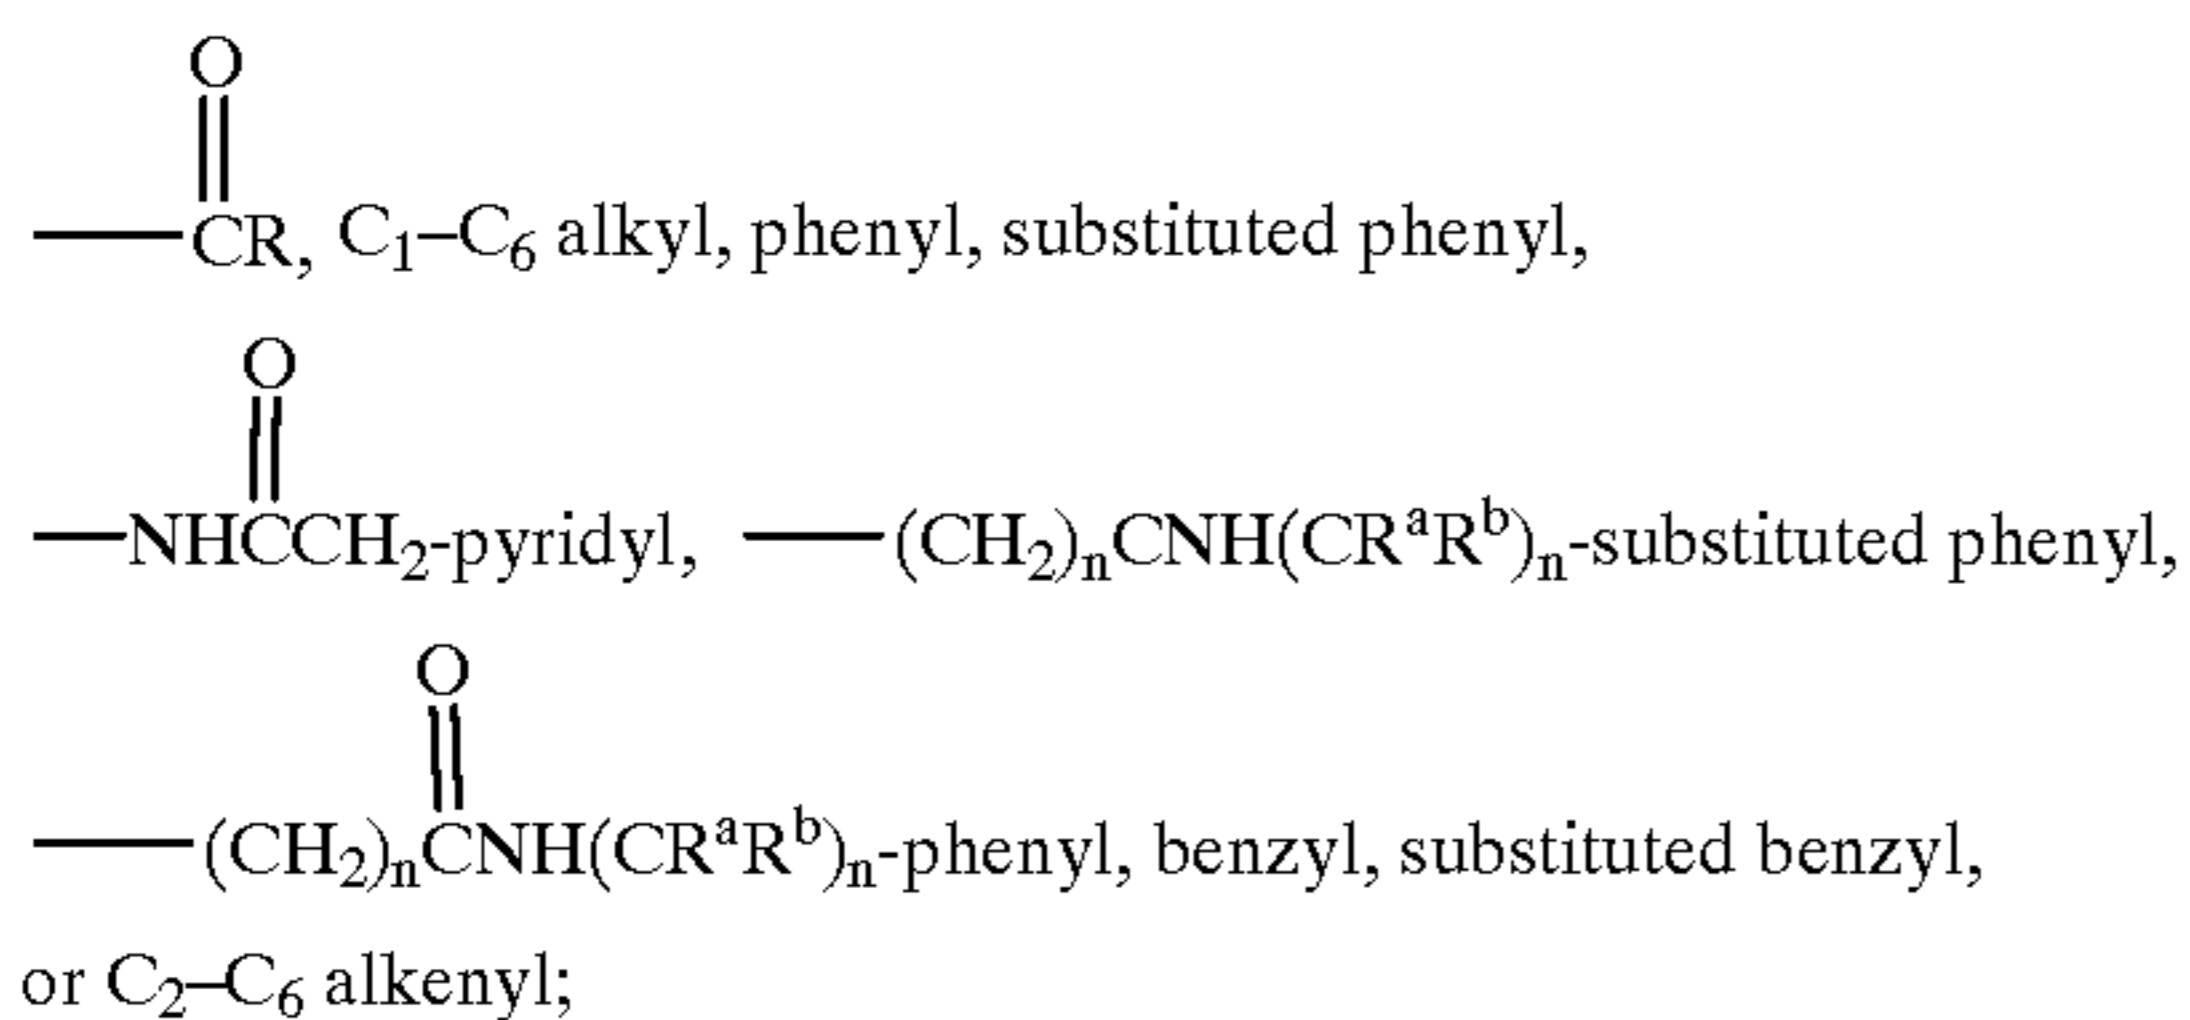 O
—CR, C₁–C₆ alkyl, phenyl, substituted phenyl,
O
—NHCCH₂-pyridyl, —(CH₂)ₙCNH(CRᵃRᵇ)ₙ-substituted phenyl,
O
—(CH₂)ₙCNH(CRᵃRᵇ)ₙ-phenyl, benzyl, substituted benzyl,
or C₂–C₆ alkenyl;